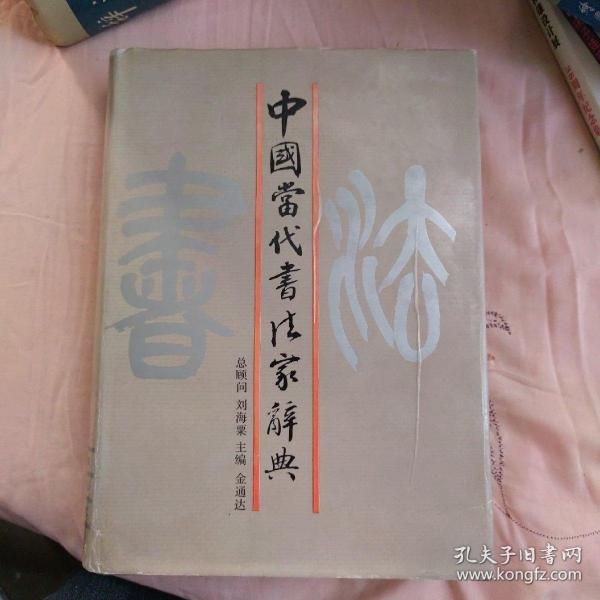 中國當代書法家辭典
書
法
总顾问 刘海粟 主编 金通达
孔夫子旧书网
www.kongfz.com